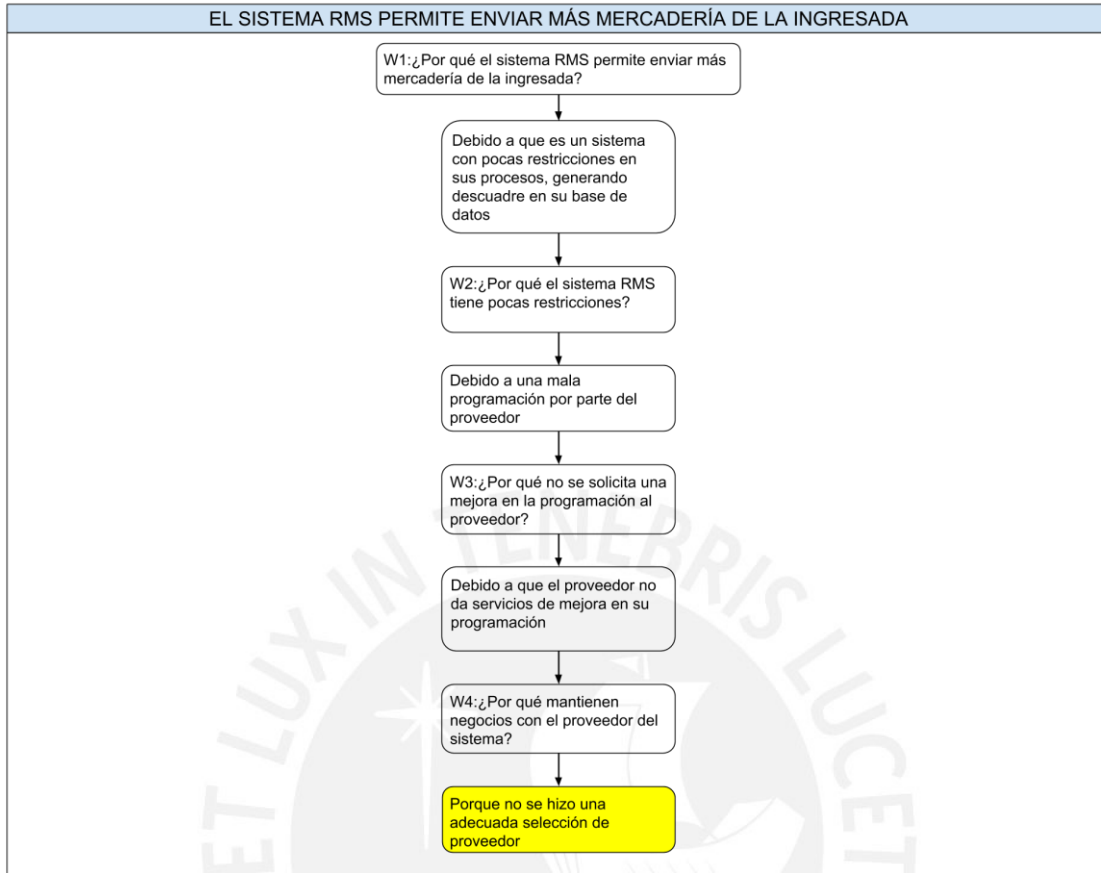 EL SISTEMA RMS PERMITE ENVIAR MÁS MERCADERÍA DE LA INGRESADA
W1:¿Por qué el sistema RMS permite enviar más
mercadería de la ingresada?
Debido a que es un sistema
con pocas restricciones en
sus procesos, generando
descuadre en su base de
datos
W2:¿Por qué el sistema RMS
tiene pocas restricciones?
Debido a una mala
programación por parte del
proveedor
W3:¿Por qué no se solicita una
mejora en la programación al
proveedor?
Debido a que el proveedor no
da servicios de mejora en su
programación
W4:¿Por qué mantienen
negocios con el proveedor del
sistema?
Porque no se hizo una
adecuada selección de
proveedor
ET LUX IN TENEBRIS LUCET